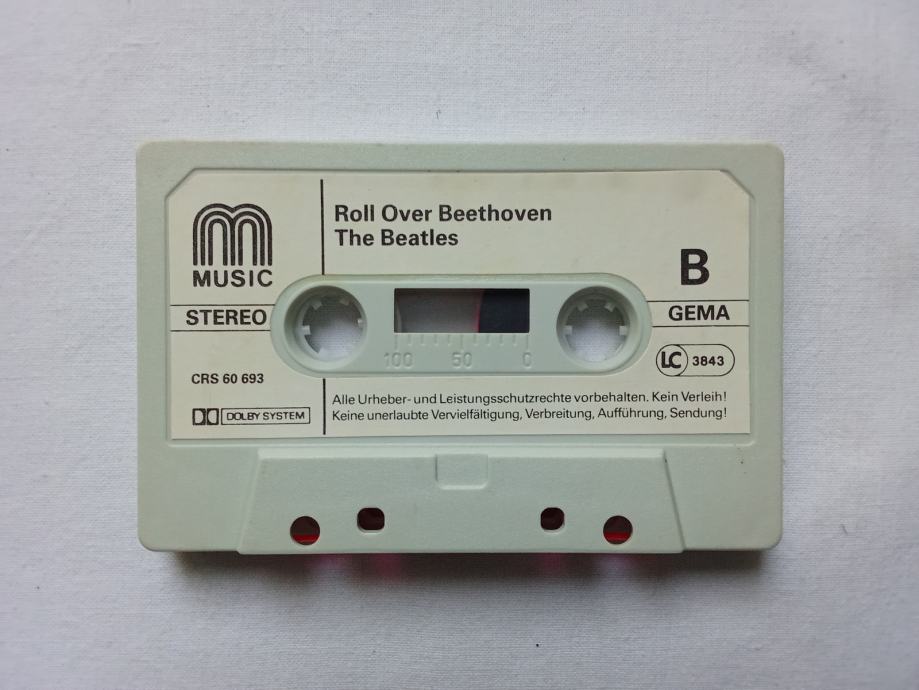 Roll Over Beethoven
The Beatles
MUSIC
B
STEREO
GEMA
100 50 0
LC 3843
CRS 60 693
DOLBY SYSTEM
Alle Urheber- und Leistungsschutzrechte vorbehalten. Kein Verleih!
Keine unerlaubte Vervielfältigung, Verbreitung, Aufführung, Sendung!